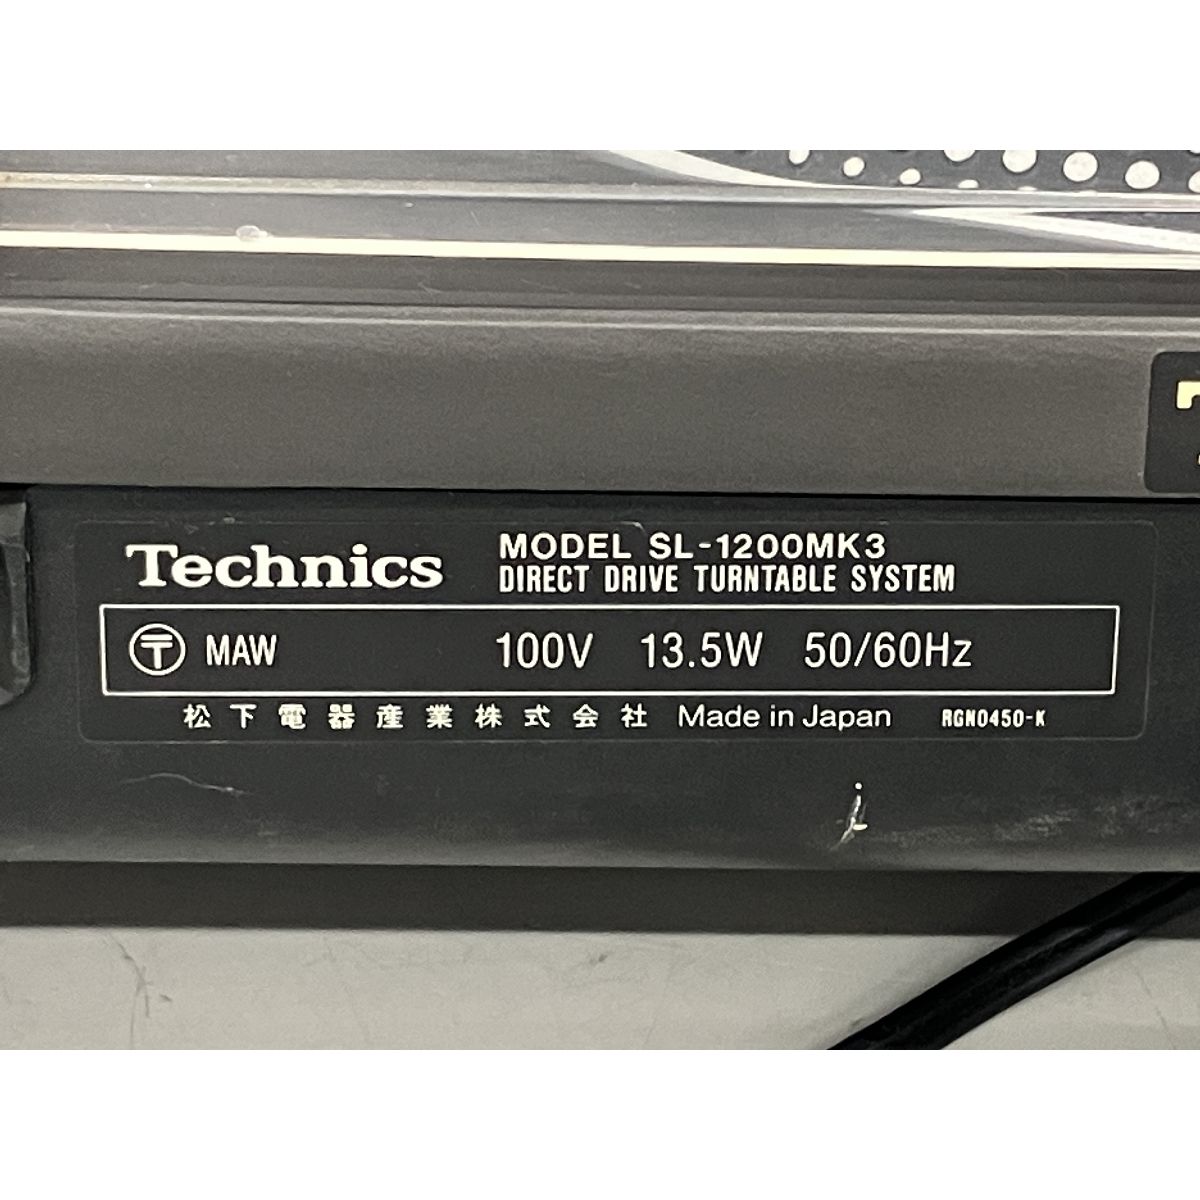 Technics
MODEL SL-1200MK3
DIRECT DRIVE TURNTABLE SYSTEM
〒 MAW 100V 13.5W 50/60Hz
松下電器産業株式会社 Made in Japan RGN0450-K